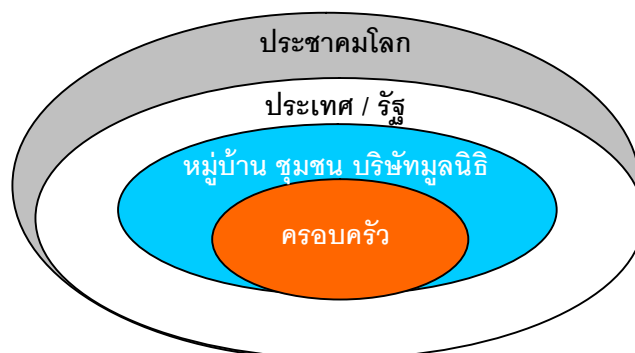 ประชาคมโลก
ประเทศ / รัฐ
หมู่บ้าน ชุมชน บริษัทมูลนิธิ
ครอบครัว